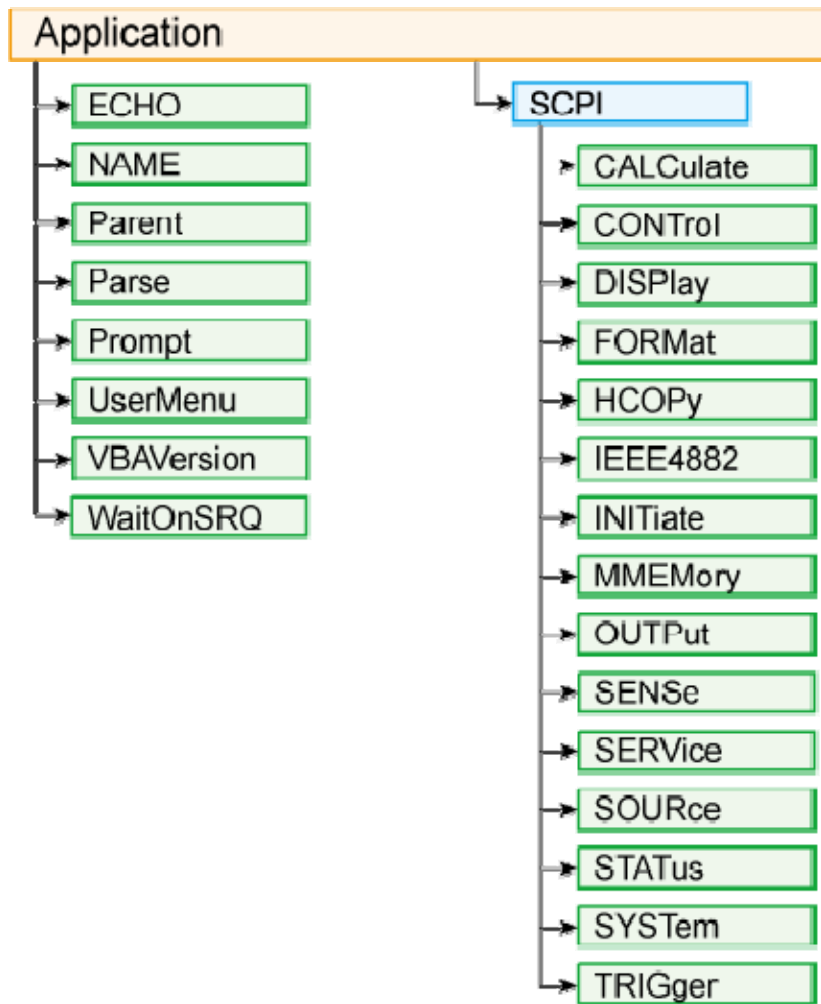 Application
ECHO
NAME
Parent
Parse
Prompt
UserMenu
VBAVersion
WaitOnSRQ
SCPI
CALCulate
CONTrol
DISPlay
FORMat
HCOPy
IEEE4882
INITiate
MMEMory
OUTPut
SENSe
SERVice
SOURce
STATus
SYSTem
TRIGger